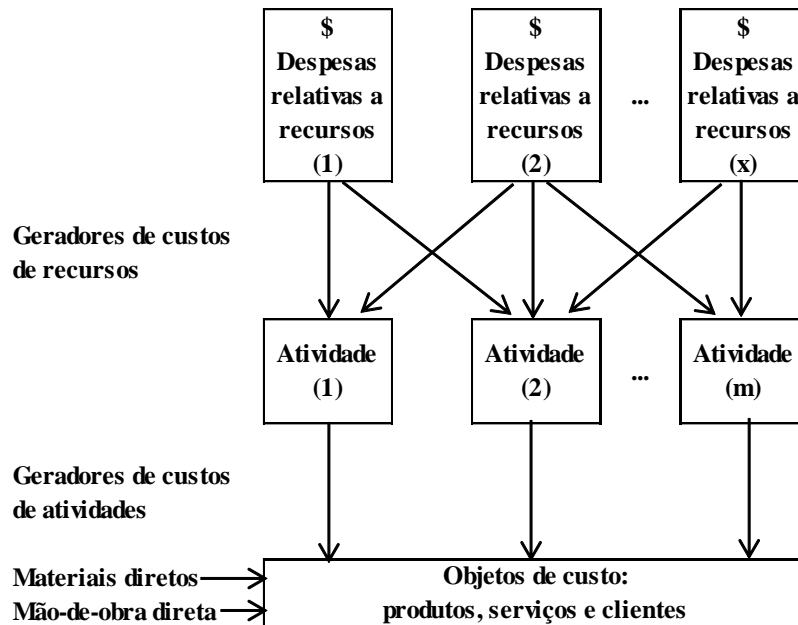 $
Despesas
relativas a
recursos
(1)
$
Despesas
relativas a
recursos
(2)
...
$
Despesas
relativas a
recursos
(x)
Geradores de custos
de recursos
Atividade
(1)
Atividade
(2)
...
Atividade
(m)
Geradores de custos
de atividades
Materiais diretos
Mão-de-obra direta
Objetos de custo:
produtos, serviços e clientes